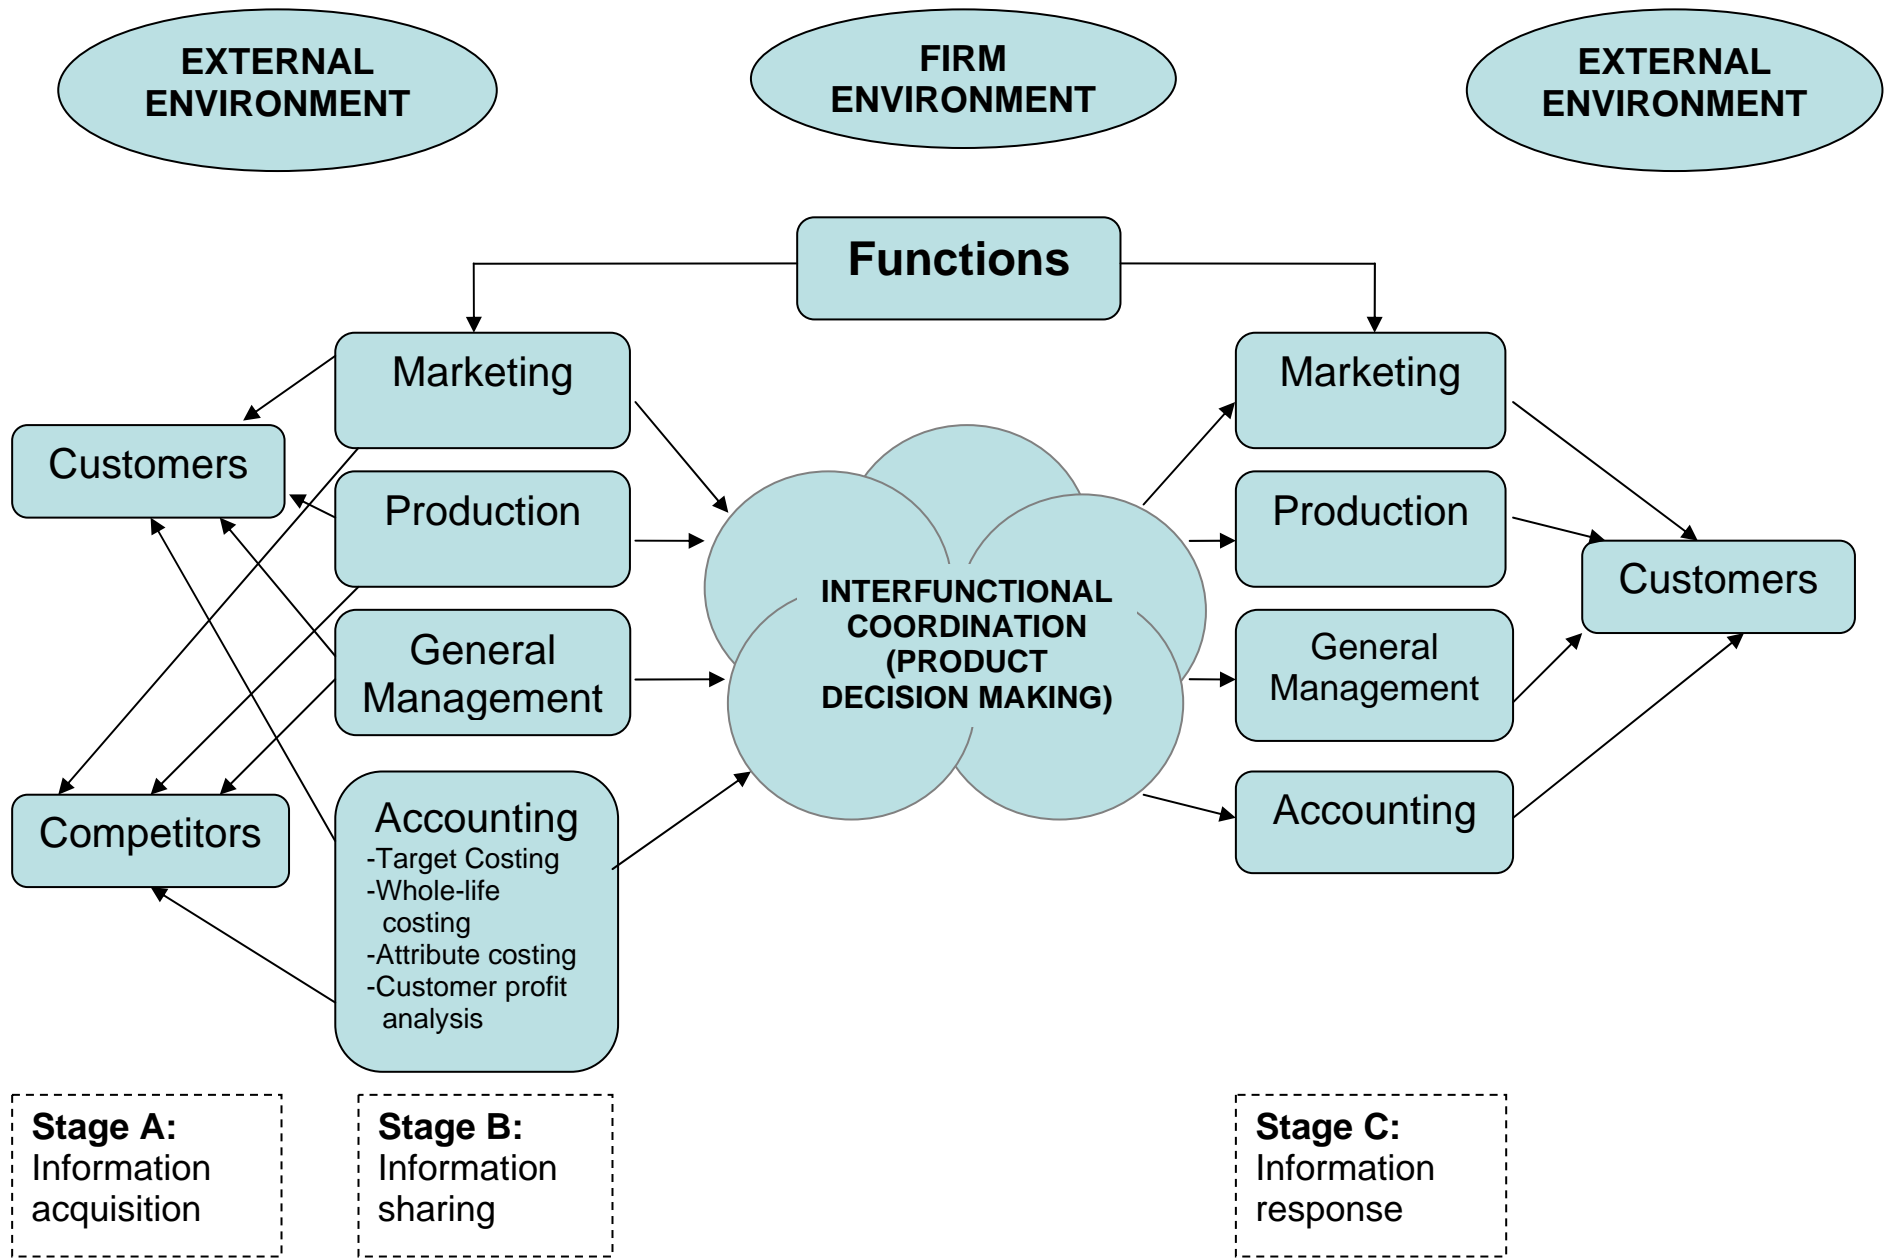 EXTERNAL
ENVIRONMENT
FIRM
ENVIRONMENT
EXTERNAL
ENVIRONMENT
Functions
Marketing
Production
General
Management
Accounting
-Target Costing
-Whole-life
costing
-Attribute costing
-Customer profit
analysis
Customers
Competitors
INTERFUNCTIONAL
COORDINATION
(PRODUCT
DECISION MAKING)
Marketing
Production
General
Management
Accounting
Customers
Stage A:
Information
acquisition
Stage B:
Information
sharing
Stage C:
Information
response